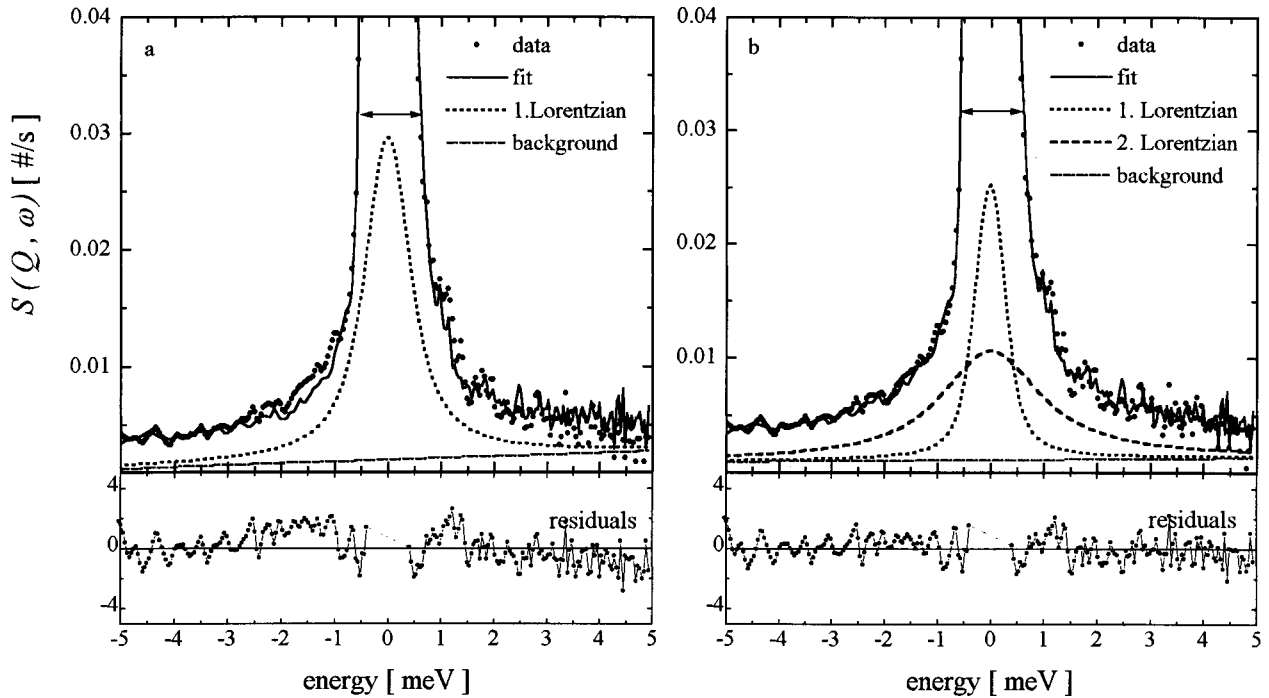 S(Q,ω) [ #/s ]
0.04
0.03
0.02
0.01
a
data
fit
1.Lorentzian
background
4
0
-4
residuals
-5 -4 -3 -2 -1 0 1 2 3 4 5
energy [ meV ]
0.04
0.03
0.02
0.01
b
data
fit
1. Lorentzian
2. Lorentzian
background
4
0
-4
residuals
-5 -4 -3 -2 -1 0 1 2 3 4 5
energy [ meV ]